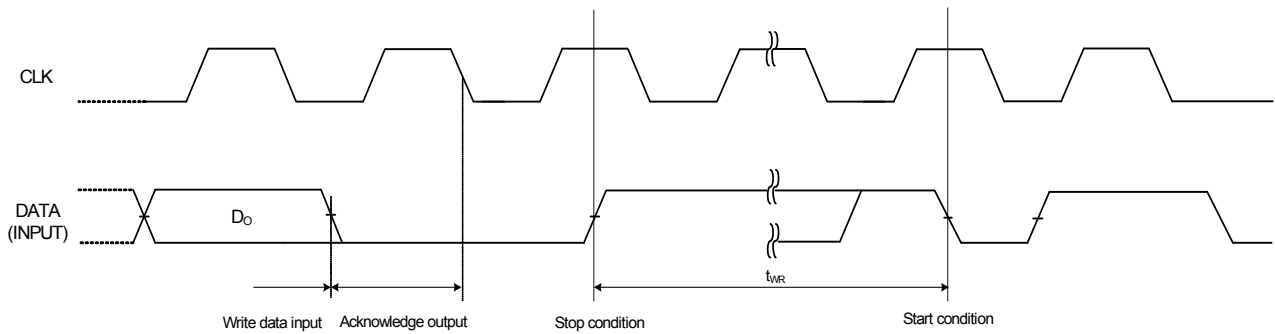 CLK
DATA
(INPUT)
DO
tWR
Write data input
Acknowledge output
Stop condition
Start condition